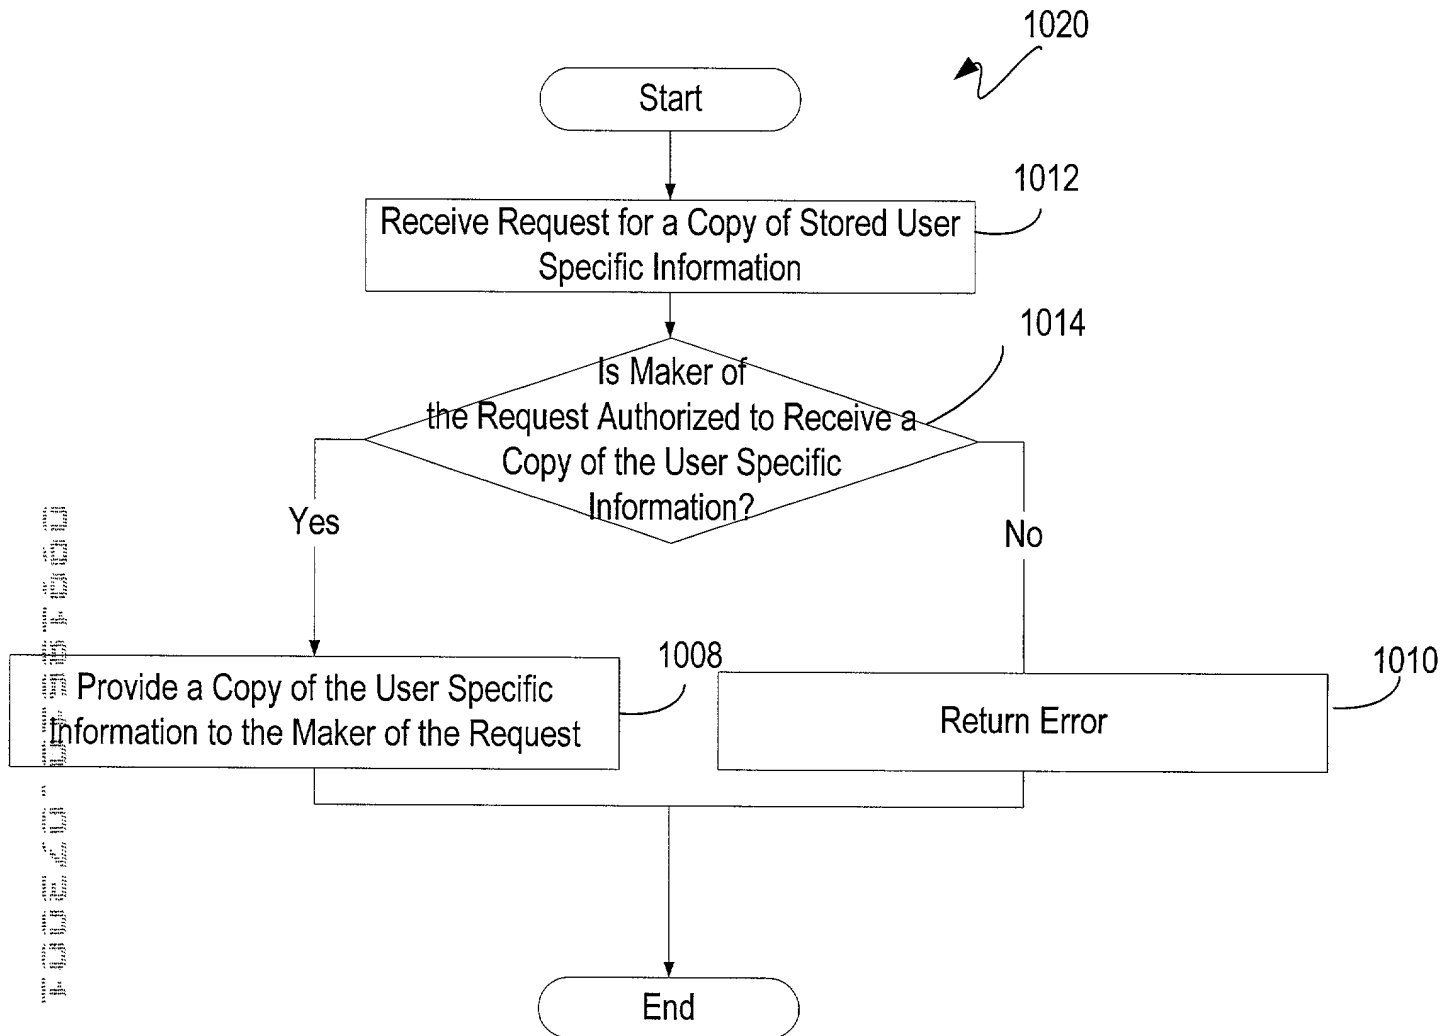 1020
Start
1012
Receive Request for a Copy of Stored User
Specific Information
1014
Is Maker of
the Request Authorized to Receive a
Copy of the User Specific
Information?
Yes
No
1008
1010
Provide a Copy of the User Specific
Information to the Maker of the Request
Return Error
End